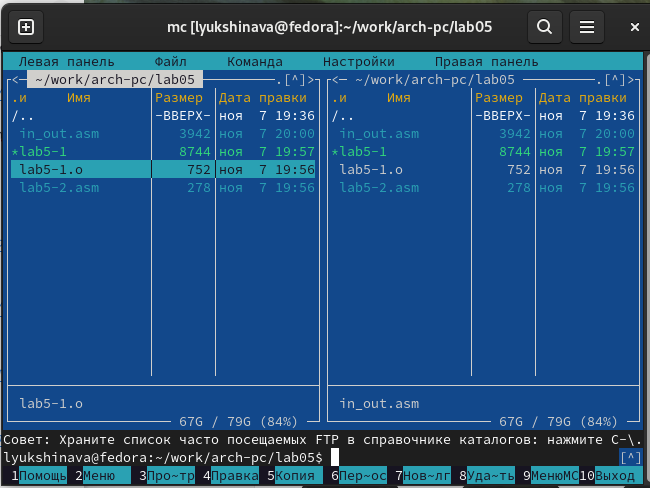 mc [lyukshinava@fedora]:~/work/arch-pc/lab05
Левая панель Файл Команда Настройки Правая панель
<— ~/work/arch-pc/lab05 .[^]> <— ~/work/arch-pc/lab05 .[^]>
.и Имя Размер Дата правки .и Имя Размер Дата правки
/.. -ВВЕРХ- ноя 7 19:36 /.. -ВВЕРХ- ноя 7 19:36
in_out.asm 3942 ноя 7 20:00 in_out.asm 3942 ноя 7 20:00
*lab5-1 8744 ноя 7 19:57 *lab5-1 8744 ноя 7 19:57
lab5-1.o 752 ноя 7 19:56 lab5-1.o 752 ноя 7 19:56
lab5-2.asm 278 ноя 7 19:56 lab5-2.asm 278 ноя 7 19:56
lab5-1.o in_out.asm
67G / 79G (84%) 67G / 79G (84%)
Совет: Храните список часто посещаемых FTP в справочнике каталогов: нажмите C-\.
lyukshinava@fedora:~/work/arch-pc/lab05$ [^]
1Помощь 2Меню 3Про~тр 4Правка 5Копия 6Пер~ос 7Нов~лг 8Уда~ть 9МенюMC 10Выход